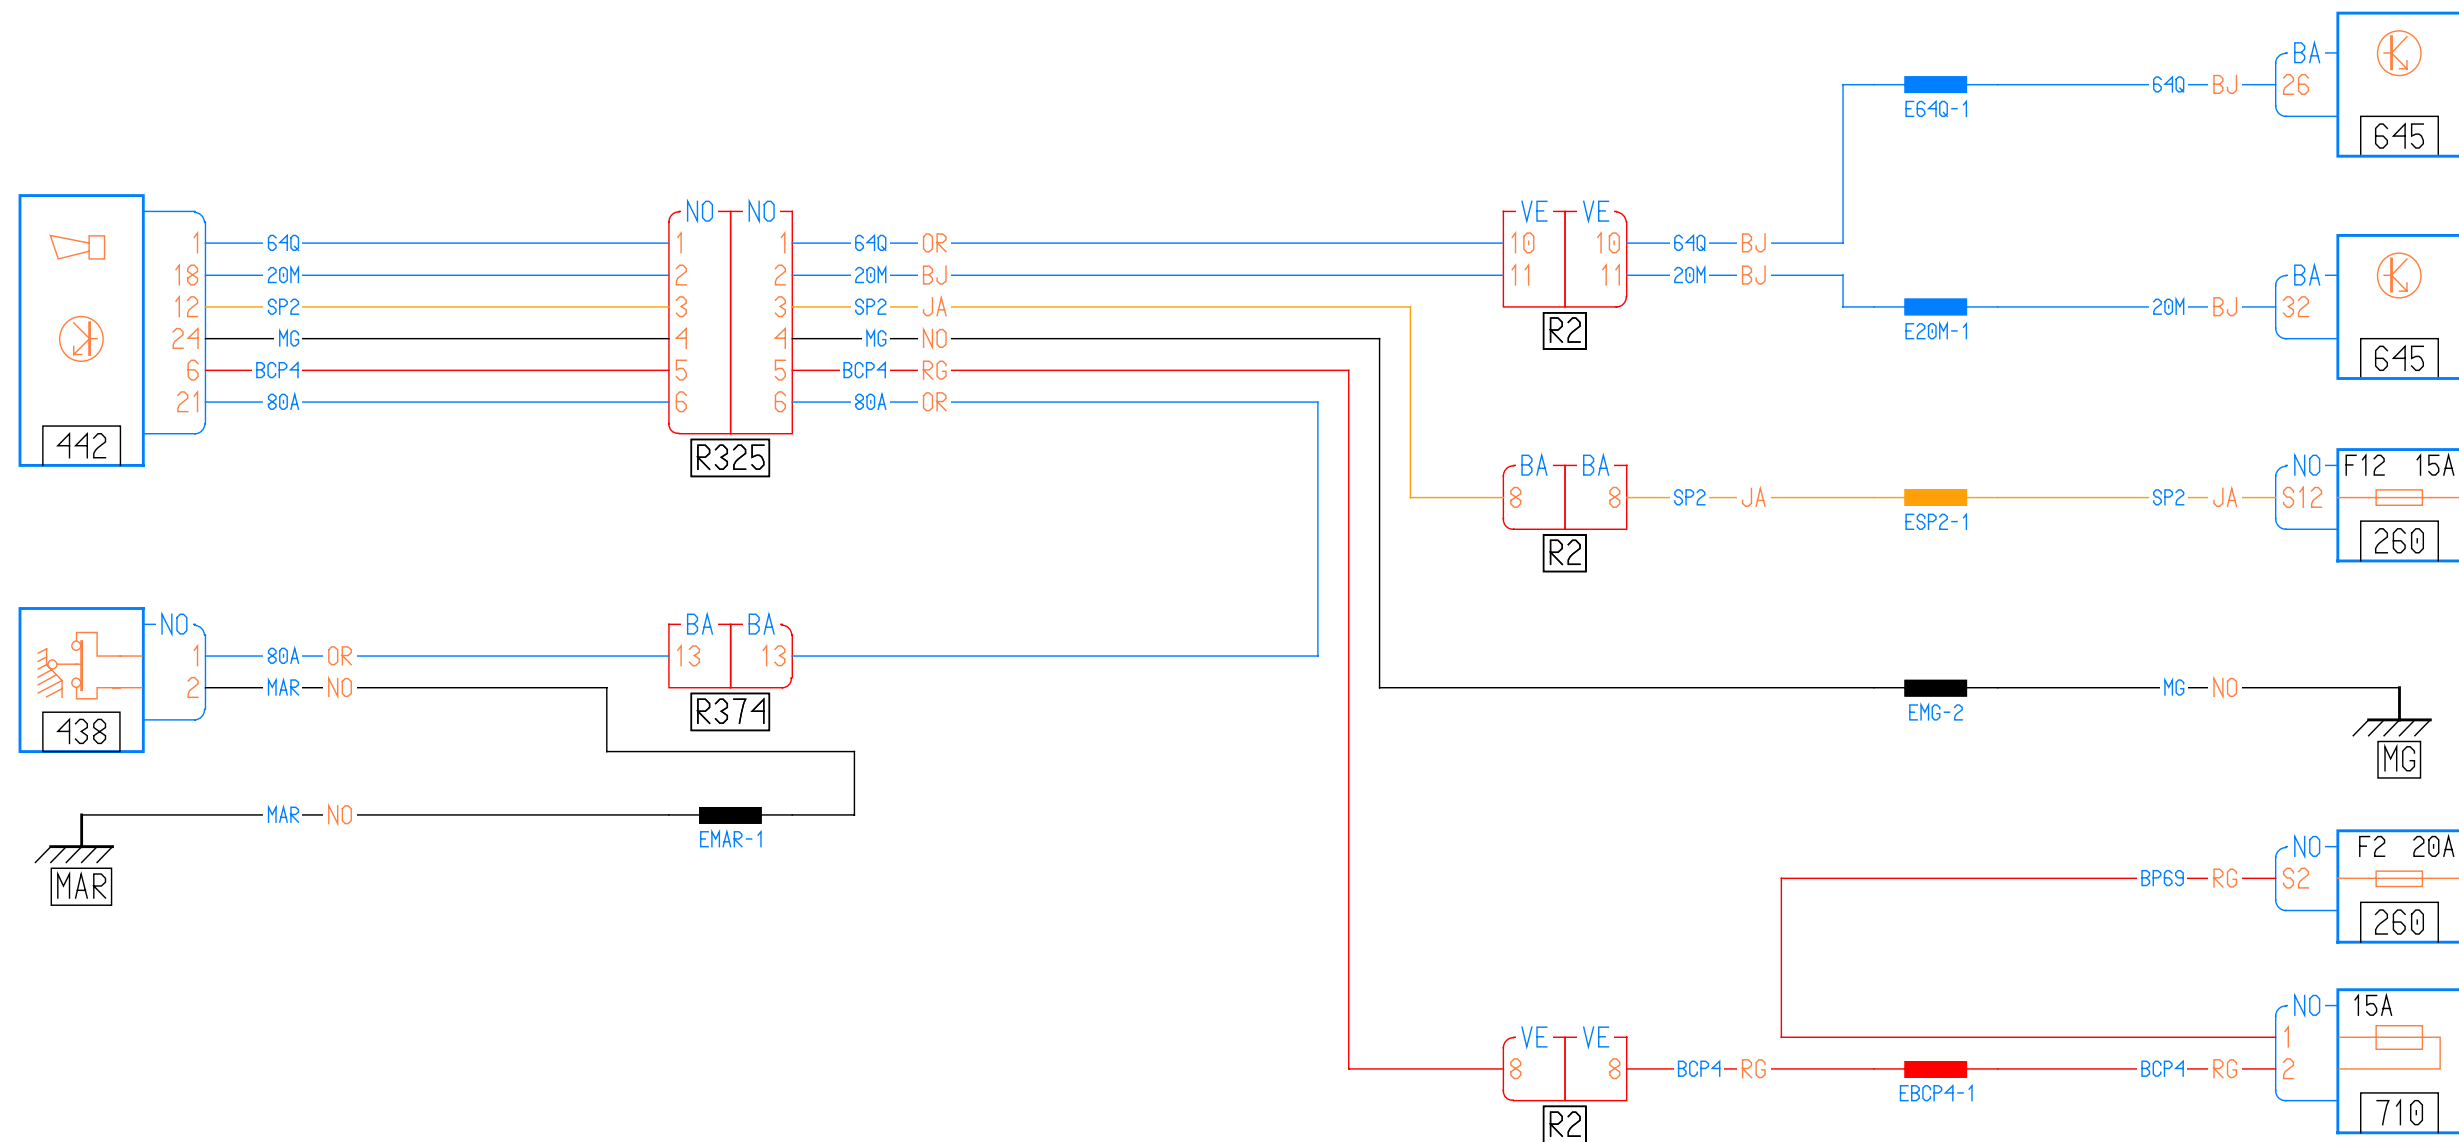 BA
64Q BJ 26
E64Q-1
645
NO NO VE VE
1 64Q 1 1 64Q OR 10 10 64Q BJ
18 20M 2 2 20M BJ 11 11 20M BJ BA
12 SP2 3 3 SP2 JA 20M BJ 32
R2 E20M-1
24 MG 4 4 MG NO
645
6 BCP4 5 5 BCP4 RG
21 80A 6 6 80A OR
442 R325
BA BA NO F12 15A
8 8 SP2 JA SP2 JA S12
ESP2-1
R2 260
NO BA BA
1 80A OR 13 13
2 MAR NO MG NO
R374 EMG-2
438
MG
MAR NO
EMAR-1
NO F2 20A
MAR BP69 RG S2
260
NO 15A
VE VE 1
8 8 BCP4 RG BCP4 RG 2
EBCP4-1
R2 710